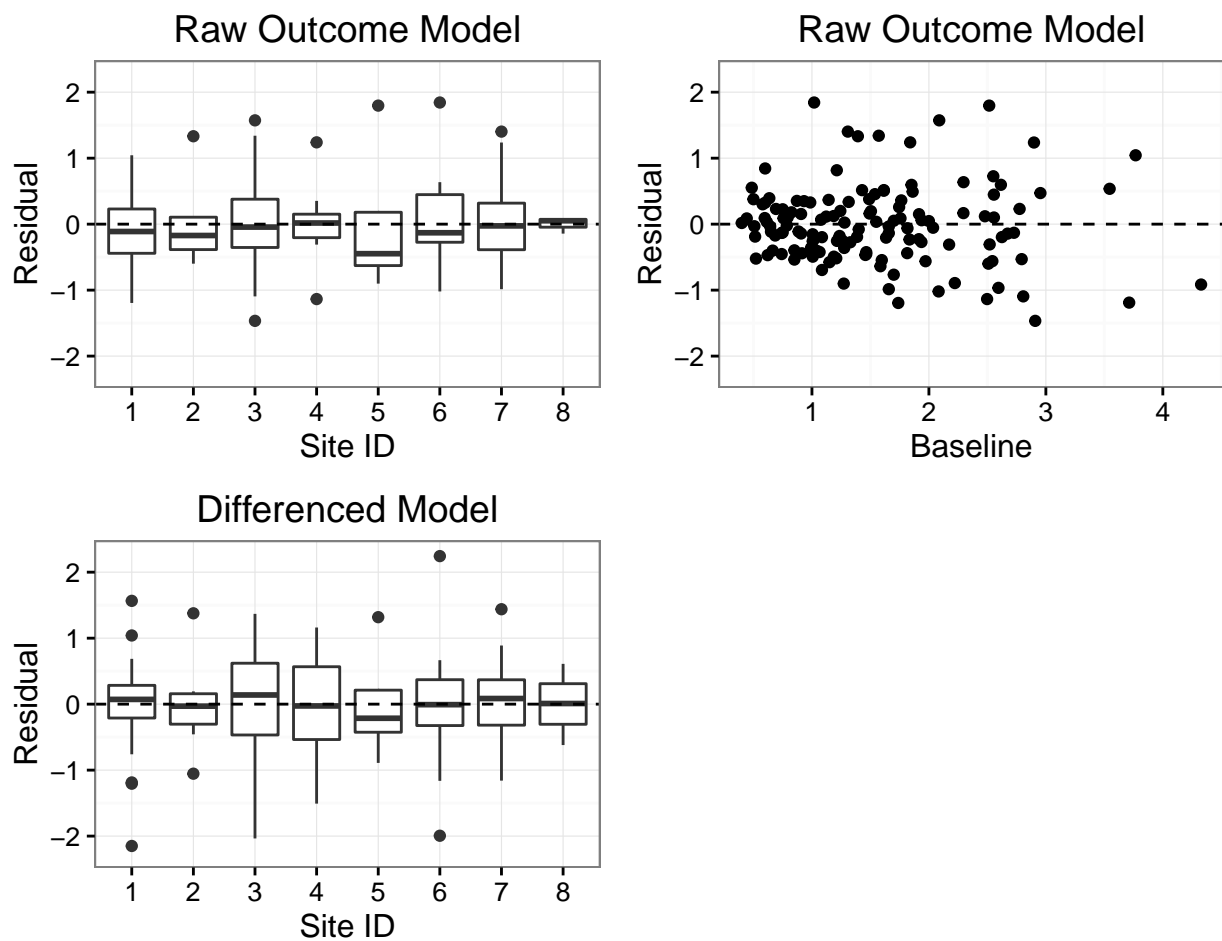 Raw Outcome Model
2
1
0
−1
−2
Residual
1 2 3 4 5 6 7 8
Site ID
Raw Outcome Model
2
1
0
−1
−2
Residual
1 2 3 4
Baseline
Differenced Model
2
1
0
−1
−2
Residual
1 2 3 4 5 6 7 8
Site ID